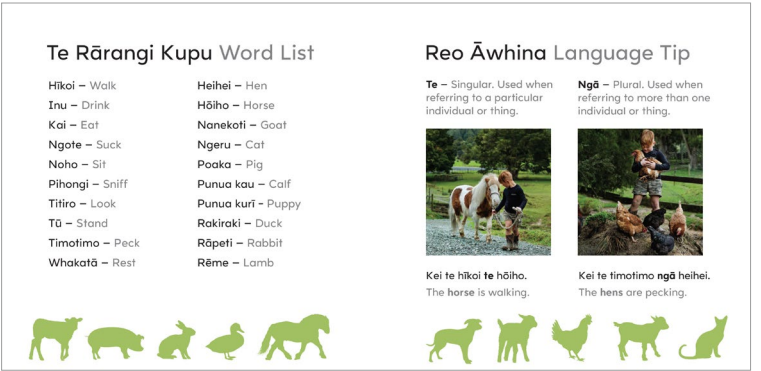 Te Rārangi Kupu Word List
Hīkoi – Walk
Inu – Drink
Kai – Eat
Ngote – Suck
Noho – Sit
Pihongi – Sniff
Titiro – Look
Tū – Stand
Timotimo – Peck
Whakatā – Rest
Heihei – Hen
Hōiho – Horse
Nanekoti – Goat
Ngeru – Cat
Poaka – Pig
Punua kau – Calf
Punua kurī - Puppy
Rakiraki – Duck
Rāpeti – Rabbit
Rēme – Lamb
Reo Āwhina Language Tip
Te – Singular. Used when
referring to a particular
individual or thing.
Kei te hīkoi te hōiho.
The horse is walking.
Ngā – Plural. Used when
referring to more than one
individual or thing.
Kei te timotimo ngā heihei.
The hens are pecking.